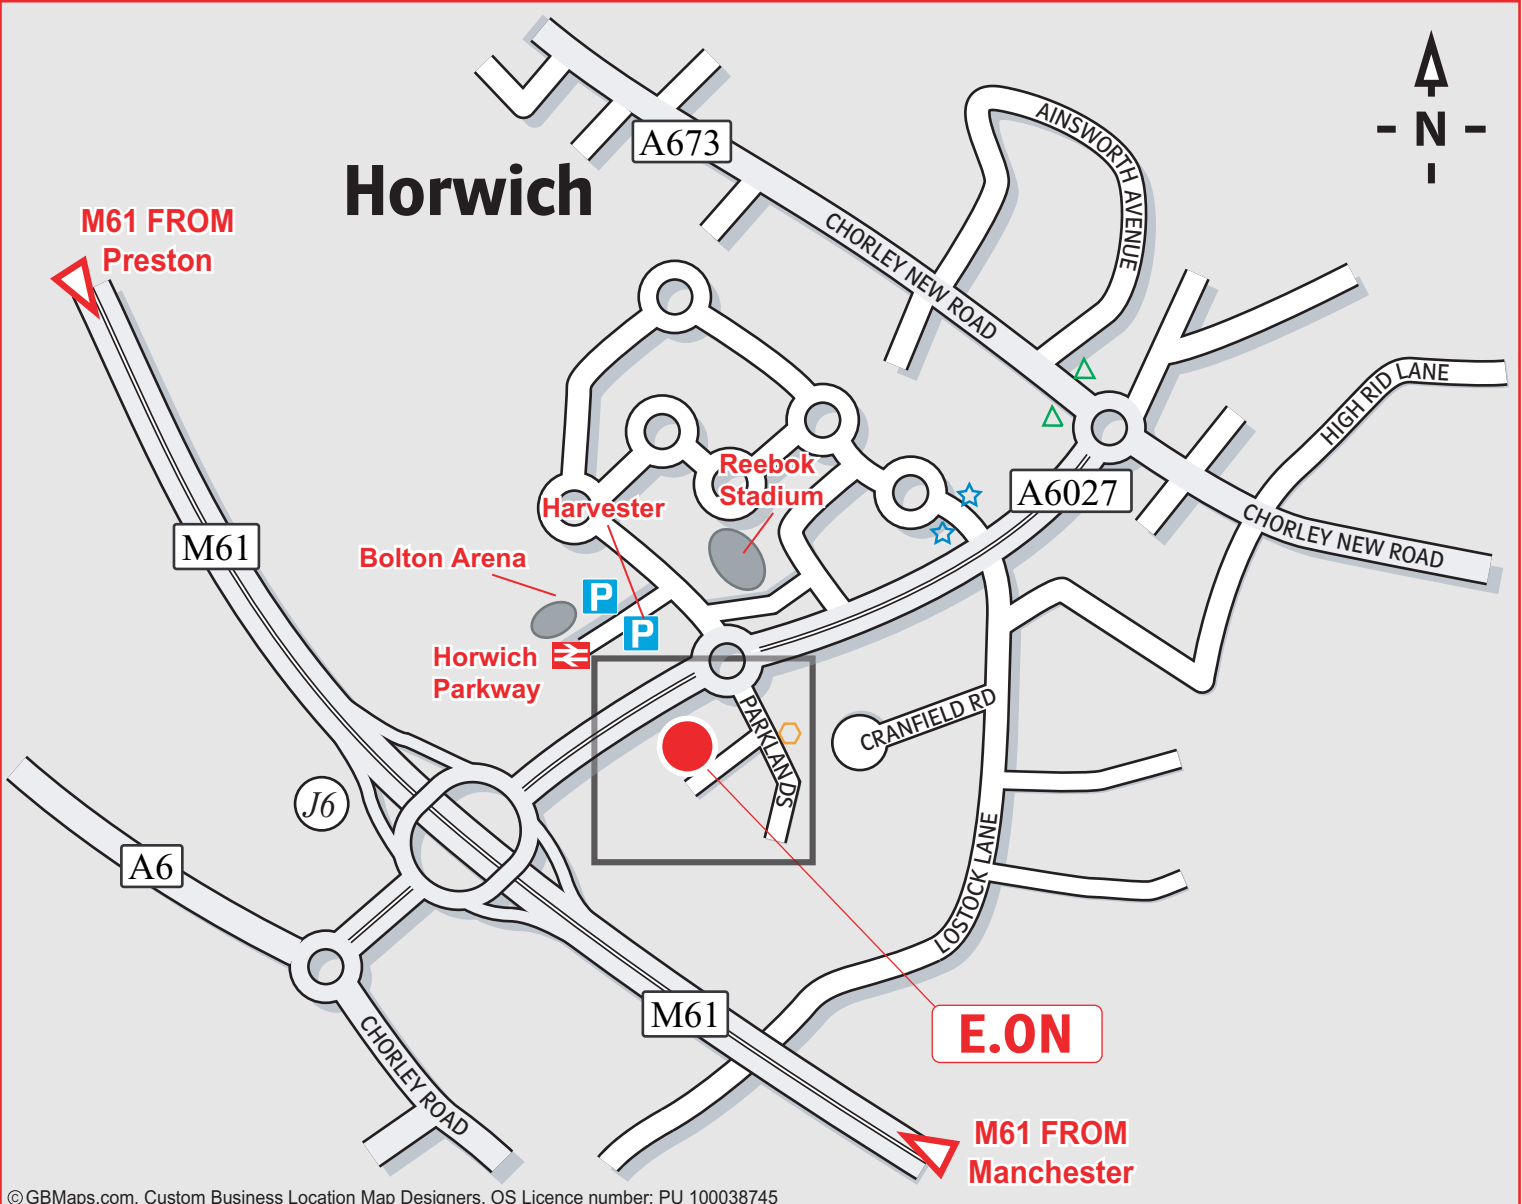 A673
AINSWORTH AVENUE
N
Horwich
M61 FROM
Preston
CHORLEY NEW ROAD
HIGH RID LANE
Reebok
Stadium
A6027
Harvester
CHORLEY NEW ROAD
M61
Bolton Arena
P
P
Horwich
Parkway
PARKLANDS
CRANFIELD RD
J6
A6
LOSTOCK LANE
M61
E.ON
CHORLEY ROAD
M61 FROM
Manchester
© GBMaps.com. Custom Business Location Map Designers. OS Licence number: PU 100038745